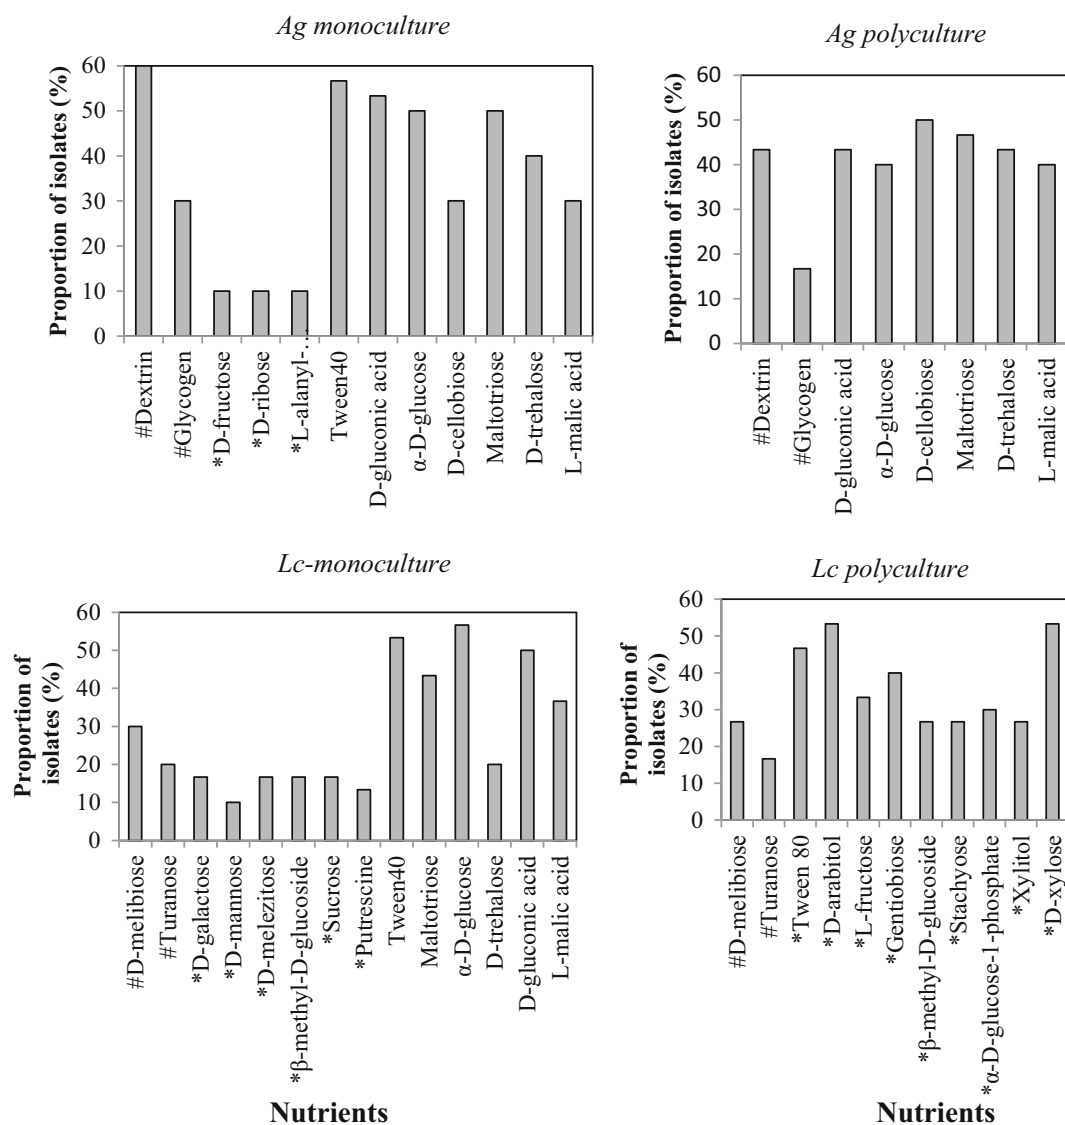 Ag monoculture
Proportion of isolates (%)
60
50
40
30
20
10
0
#Dextrin
#Glycogen
*D-fructose
*D-ribose
*L-alanyl-…
Tween40
D-gluconic acid
α-D-glucose
D-cellobiose
Maltotriose
D-trehalose
L-malic acid
Ag polyculture
Proportion of isolates (%)
60
50
40
30
20
10
0
#Dextrin
#Glycogen
D-gluconic acid
α-D-glucose
D-cellobiose
Maltotriose
D-trehalose
L-malic acid
Lc-monoculture
Proportion of
isolates (%)
60
50
40
30
20
10
0
#D-melibiose
#Turanose
*D-galactose
*D-mannose
*D-melezitose
*β-methyl-D-glucoside
*Sucrose
*Putrescine
Tween40
Maltotriose
α-D-glucose
D-trehalose
D-gluconic acid
L-malic acid
Nutrients
Lc polyculture
Proportion of
isolates (%)
60
50
40
30
20
10
0
#D-melibiose
#Turanose
*Tween 80
*D-arabitol
*L-fructose
*Gentiobiose
*β-methyl-D-glucoside
*Stachyose
*α-D-glucose-1-phosphate
*Xylitol
*D-xylose
Nutrients